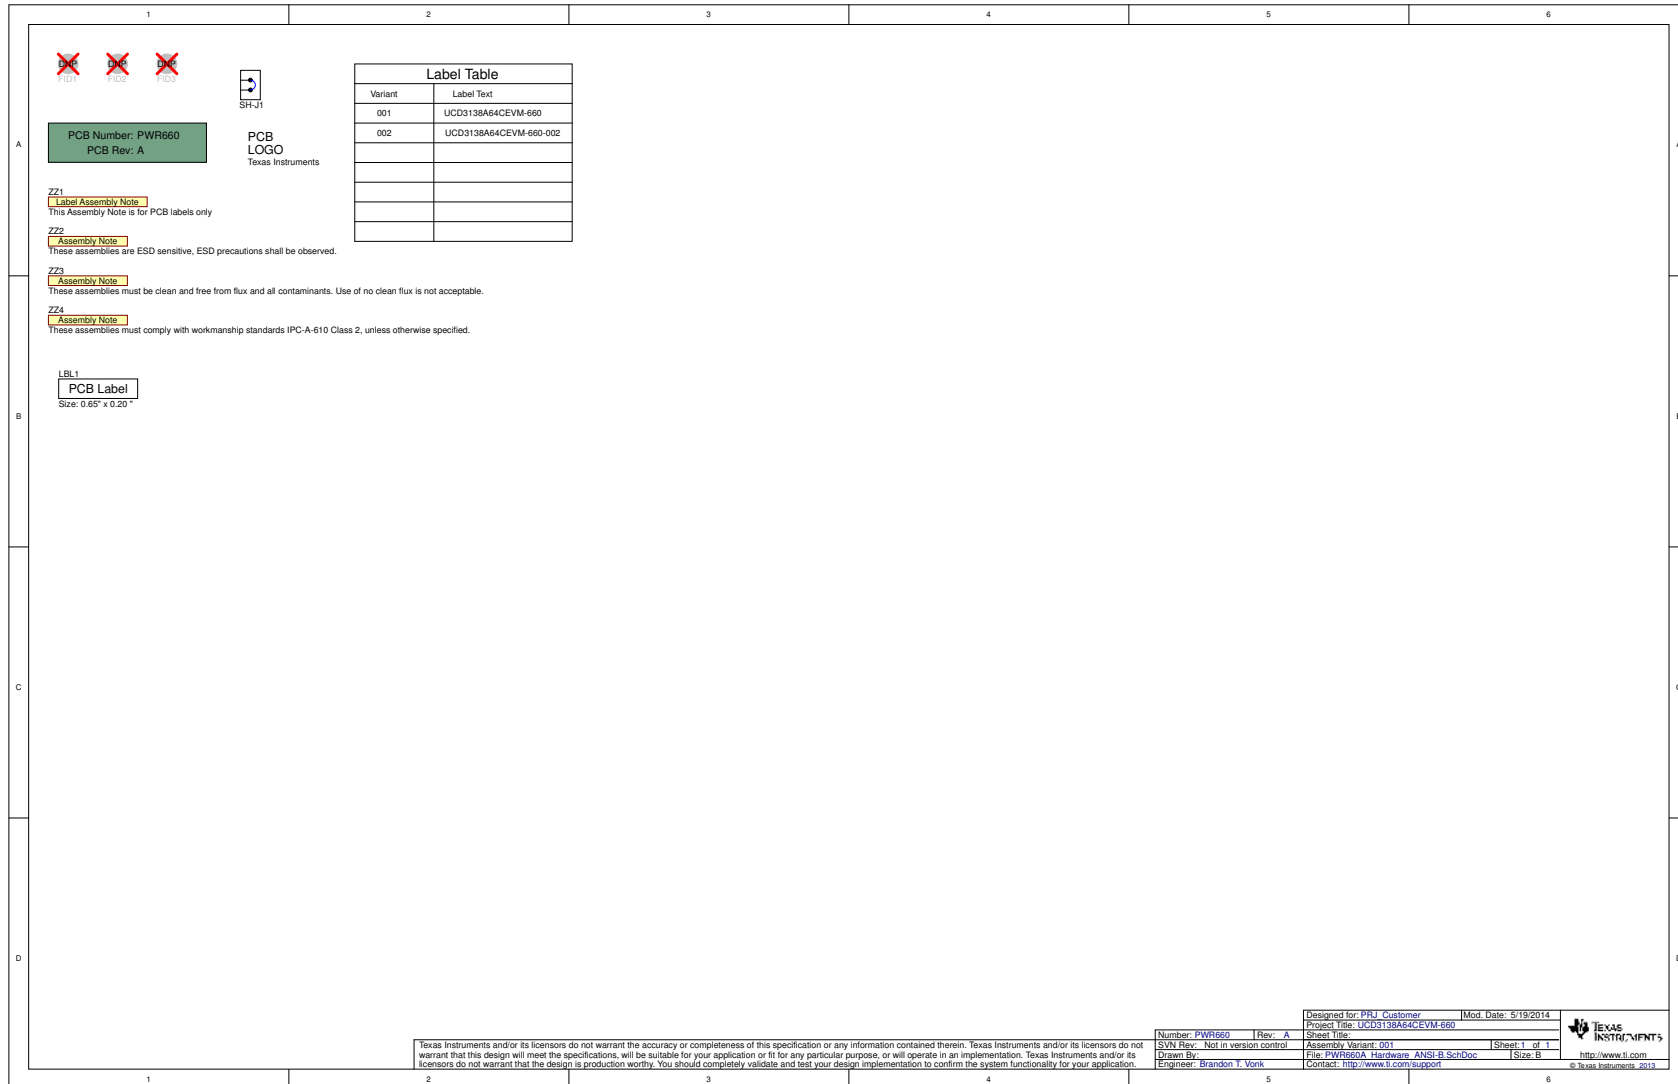 1 2 3 4 5 6
DNP DNP DNP
FID1 FID2 FID3
SH-J1
Label Table
Variant Label Text
001 UCD3138A64CEVM-660
002 UCD3138A64CEVM-660-002
PCB Number: PWR660
PCB Rev: A
PCB
LOGO
Texas Instruments
A
ZZ1
Label Assembly Note
This Assembly Note is for PCB labels only
ZZ2
Assembly Note
These assemblies are ESD sensitive, ESD precautions shall be observed.
ZZ3
Assembly Note
These assemblies must be clean and free from flux and all contaminants. Use of no clean flux is not acceptable.
ZZ4
Assembly Note
These assemblies must comply with workmanship standards IPC-A-610 Class 2, unless otherwise specified.
LBL1
PCB Label
Size: 0.65" x 0.20 "
B
C
D
Texas Instruments and/or its licensors do not warrant the accuracy or completeness of this specification or any information contained therein. Texas Instruments and/or its licensors do not
warrant that this design will meet the specifications, will be suitable for your application or fit for any particular purpose, or will operate in an implementation. Texas Instruments and/or its
licensors do not warrant that the design is production worthy. You should completely validate and test your design implementation to confirm the system functionality for your application.
Number: PWR660 Rev: A
SVN Rev: Not in version control
Drawn By:
Engineer: Brandon T. Vonk
Designed for: PRJ_Customer Mod. Date: 5/19/2014
Project Title: UCD3138A64CEVM-660
Sheet Title:
Assembly Variant: 001 Sheet: 1 of 1
File: PWR660A_Hardware_ANSI-B.SchDoc Size: B
Contact: http://www.ti.com/support
TEXAS
INSTRUMENTS
http://www.ti.com
© Texas Instruments 2013
1 2 3 4 5 6